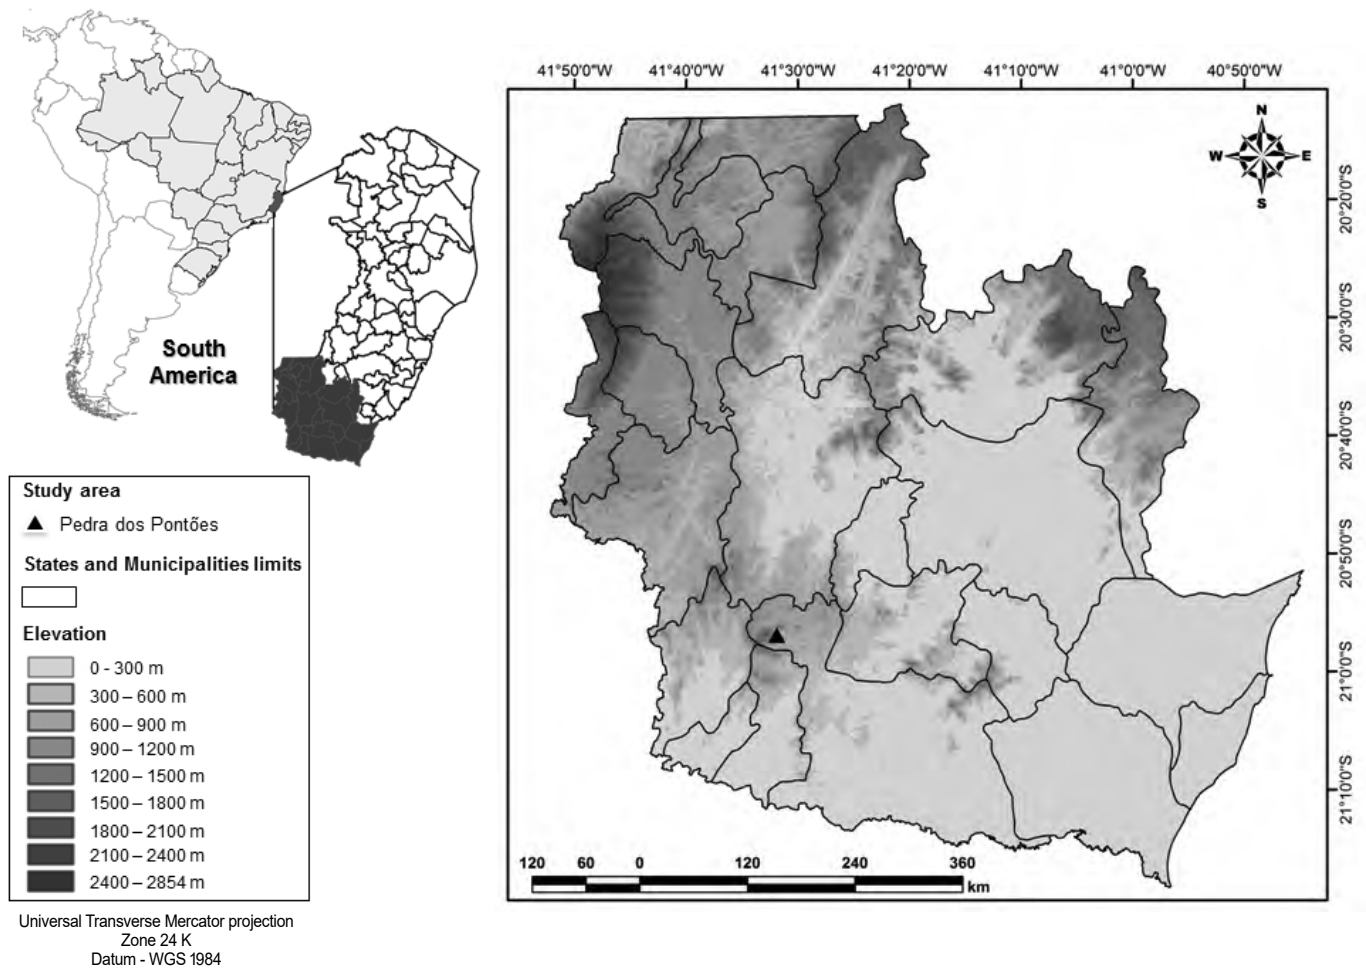 South
America
Study area
Pedra dos Pontões
States and Municipalities limits
Elevation
0 - 300 m
300 – 600 m
600 – 900 m
900 – 1200 m
1200 – 1500 m
1500 – 1800 m
1800 – 2100 m
2100 – 2400 m
2400 – 2854 m
Universal Transverse Mercator projection
Zone 24 K
Datum - WGS 1984
41°50'0"W 41°40'0"W 41°30'0"W 41°20'0"W 41°10'0"W 41°0'0"W 40°50'0"W
N
W E
S
20°20'0"S
20°30'0"S
20°40'0"S
20°50'0"S
21°0'0"S
21°10'0"S
120 60 0 120 240 360
km